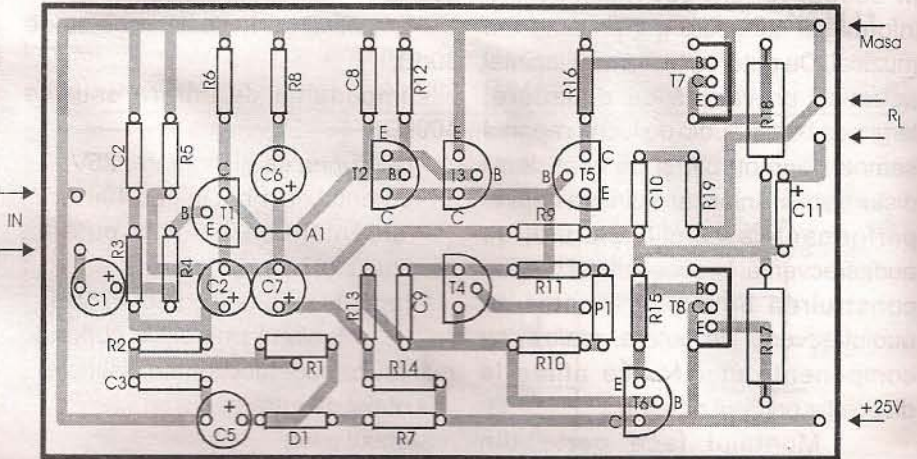 Masa
R6
R8
C8
R12
R16
B
T7 C
E
R18
RL
C2
R5
C6
+
E
T2 B
C
E
T3 B
C
C
T5
E
C10
R19
+
C11
IN
C
B T1
E
A1
R9
R3
R4
C1 +
C2 +
C7 +
R13
C9
T4
R11
P1
R15
B
T8 C
E
R2
R1
R14
R10
C3
C5
+
D1
R7
E
T6 B
C
+25V